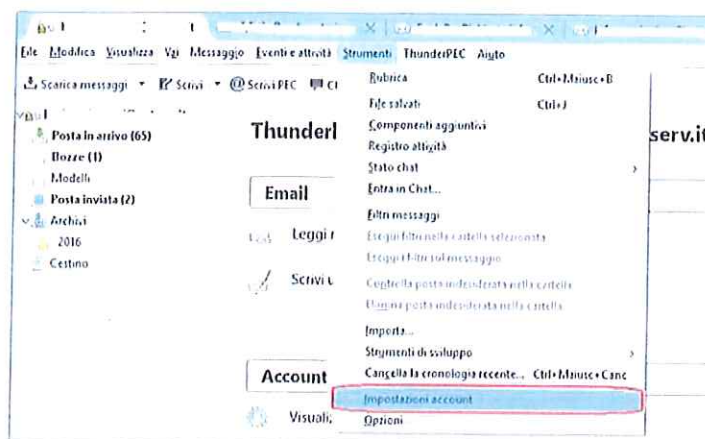 File Modifica Visualizza Vai Messaggio Eventi e attività Strumenti ThunderPEC Aiuto
Scarica messaggi Scrivi Scrivi PEC
Posta in arrivo (65)
Bozze (1)
Modelli
Posta inviata (2)
Archivi
2016
Cestino
Email
Leggi
Scrivi
Account
serv.it
Rubrica Ctrl+Maiusc+B
File salvati Ctrl+J
Componenti aggiuntivi
Registro attività
Stato chat
Entra in Chat...
Filtri messaggi
Esegui filtri nella cartella selezionata
Esegui i filtri sul messaggio
Controlla posta indesiderata nella cartella
Elimina posta indesiderata nella cartella
Importa...
Strumenti di sviluppo
Cancella la cronologia recente... Ctrl+Maiusc+Canc
Impostazioni account
Opzioni